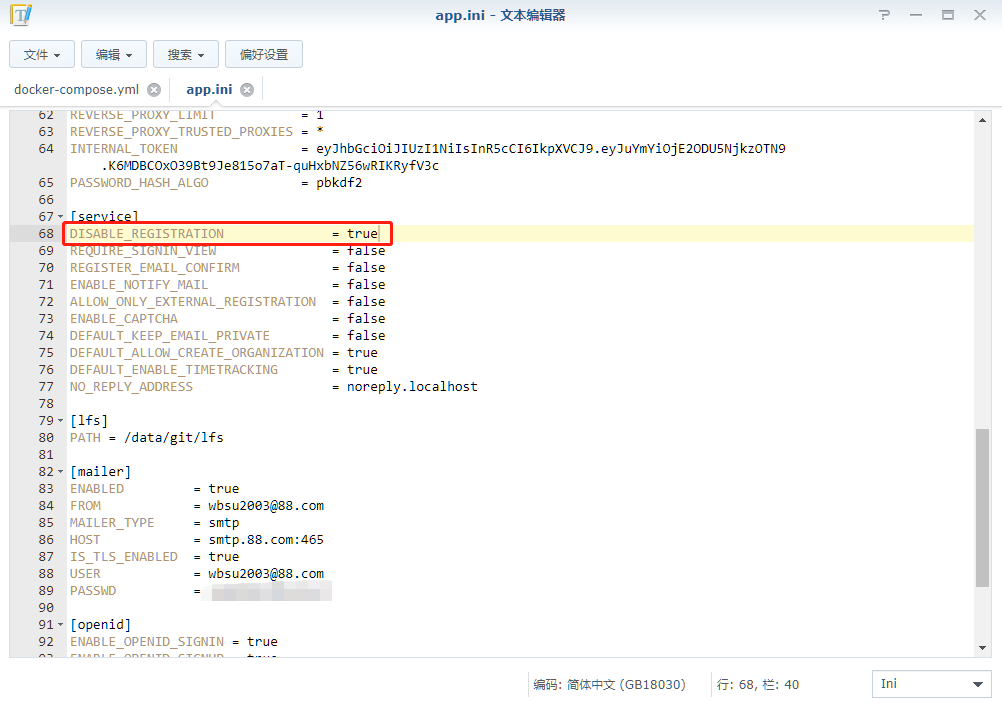 app.ini - 文本编辑器
文件 编辑 搜索 偏好设置
docker-compose.yml app.ini
62 REVERSE_PROXY_LIMIT = 1
63 REVERSE_PROXY_TRUSTED_PROXIES = *
64 INTERNAL_TOKEN = eyJhbGciOiJIUzI1NiIsInR5cCI6IkpXVCJ9.eyJuYmYiOjE2ODU5NjkzOTN9
.K6MDBCOxO39Bt9Je815o7aT-quHxbNZ56wRIKRyfV3c
65 PASSWORD_HASH_ALGO = pbkdf2
66
67 [service]
68 DISABLE_REGISTRATION = true
69 REQUIRE_SIGNIN_VIEW = false
70 REGISTER_EMAIL_CONFIRM = false
71 ENABLE_NOTIFY_MAIL = false
72 ALLOW_ONLY_EXTERNAL_REGISTRATION = false
73 ENABLE_CAPTCHA = false
74 DEFAULT_KEEP_EMAIL_PRIVATE = false
75 DEFAULT_ALLOW_CREATE_ORGANIZATION = true
76 DEFAULT_ENABLE_TIMETRACKING = true
77 NO_REPLY_ADDRESS = noreply.localhost
78
79 [lfs]
80 PATH = /data/git/lfs
81
82 [mailer]
83 ENABLED = true
84 FROM = wbsu2003@88.com
85 MAILER_TYPE = smtp
86 HOST = smtp.88.com:465
87 IS_TLS_ENABLED = true
88 USER = wbsu2003@88.com
89 PASSWD =
90
91 [openid]
92 ENABLE_OPENID_SIGNIN = true
93 ENABLE_OPENID_SIGNUP = true
编码: 简体中文 (GB18030) 行: 68, 栏: 40 Ini